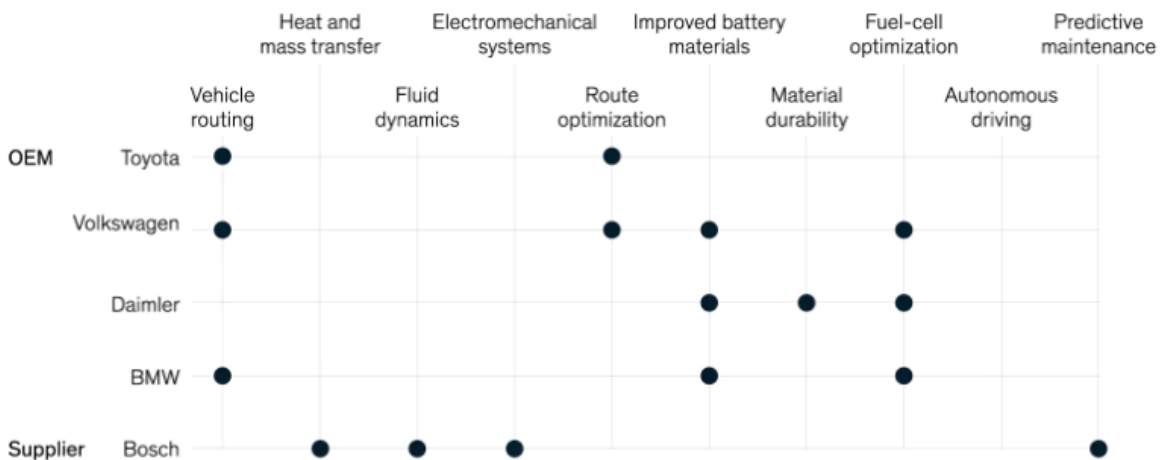 Heat and
mass transfer
Electromechanical
systems
Improved battery
materials
Fuel-cell
optimization
Predictive
maintenance
Vehicle
routing
Fluid
dynamics
Route
optimization
Material
durability
Autonomous
driving
OEM Toyota
Volkswagen
Daimler
BMW
Supplier Bosch